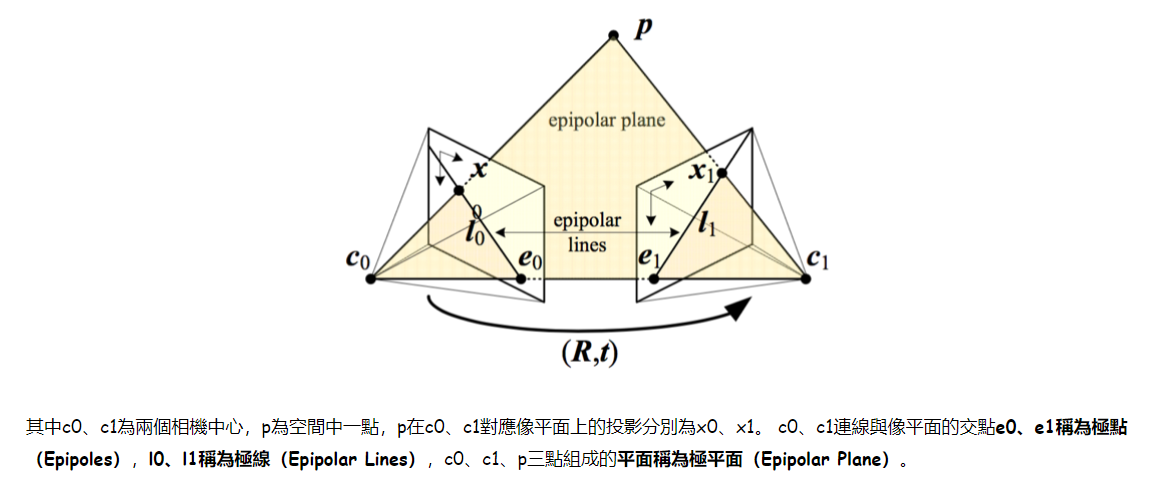 p
epipolar plane
x
x1
0
l0
epipolar
lines
l1
c0
e0
e1
c1
(R,t)
其中c0、c1為兩個相機中心，p為空間中一點，p在c0、c1對應像平面上的投影分別為x0、x1。 c0、c1連線與像平面的交點e0、e1稱為極點
（Epipoles），l0、l1稱為極線（Epipolar Lines），c0、c1、p三點組成的平面稱為極平面（Epipolar Plane）。